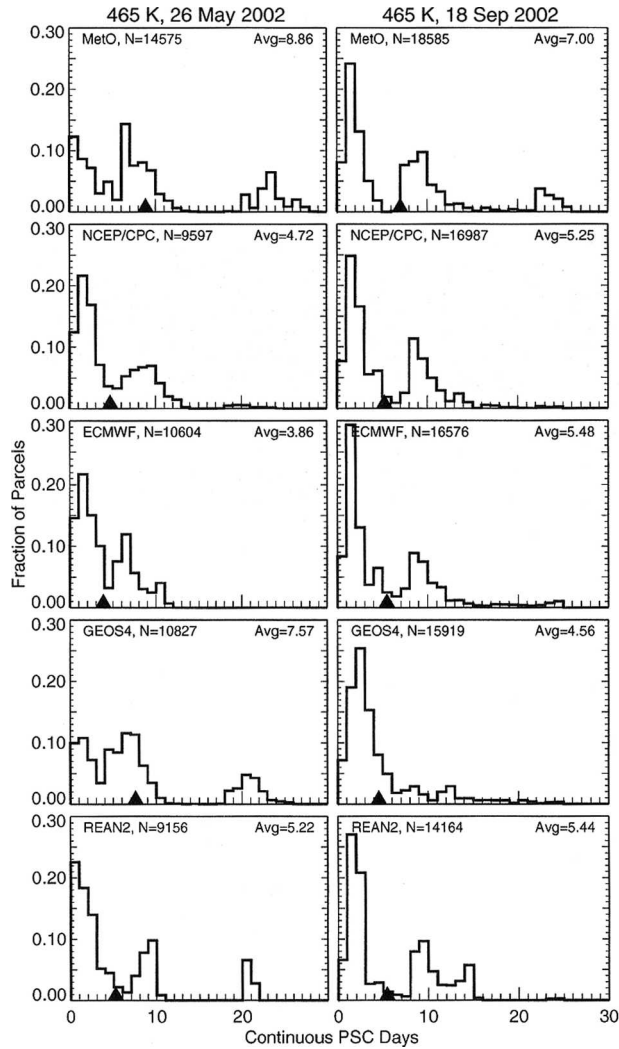 465 K, 26 May 2002 465 K, 18 Sep 2002
0.30 MetO, N=14575 Avg=8.86 MetO, N=18585 Avg=7.00
0.20
0.10
0.00
0.30 NCEP/CPC, N=9597 Avg=4.72 NCEP/CPC, N=16987 Avg=5.25
0.20
0.10
0.00
0.30 ECMWF, N=10604 Avg=3.86 ECMWF, N=16576 Avg=5.48
0.20
0.10
0.00
Fraction of Parcels
0.30 GEOS4, N=10827 Avg=7.57 GEOS4, N=15919 Avg=4.56
0.20
0.10
0.00
0.30 REAN2, N=9156 Avg=5.22 REAN2, N=14164 Avg=5.44
0.20
0.10
0.00
0 10 20 0 10 20 30
Continuous PSC Days